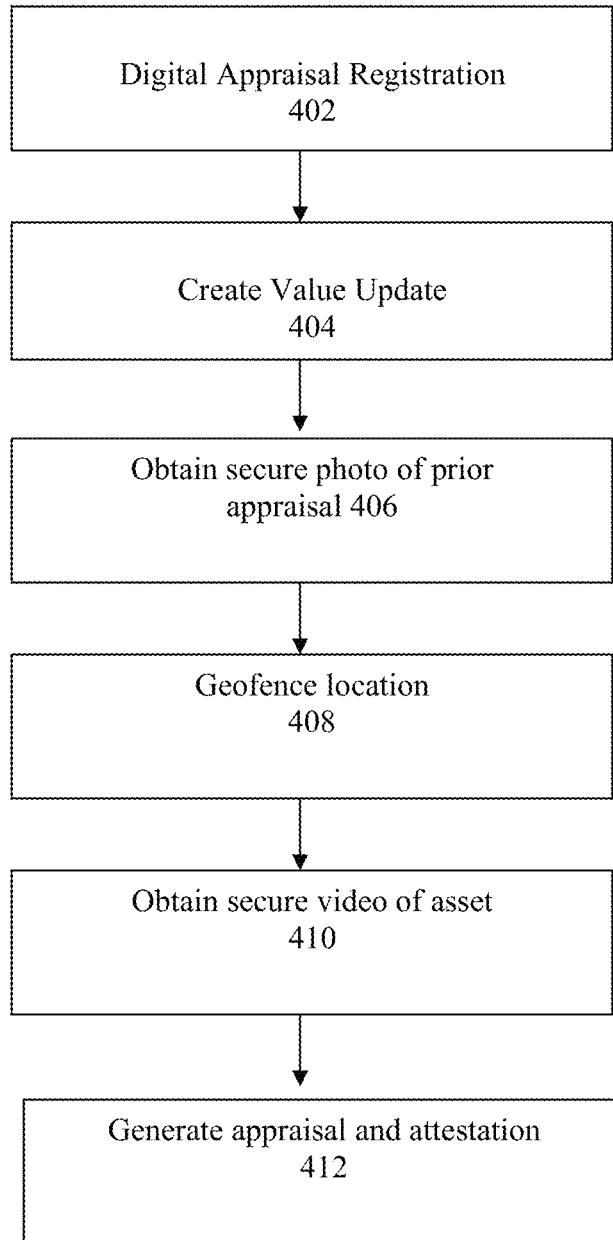 Digital Appraisal Registration
402
Create Value Update
404
Obtain secure photo of prior
appraisal 406
Geofence location
408
Obtain secure video of asset
410
Generate appraisal and attestation
412